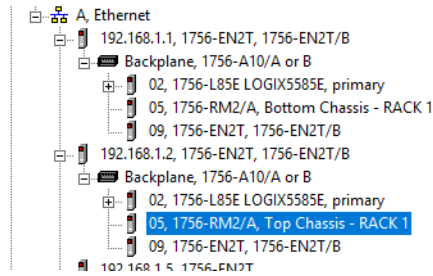 A, Ethernet
192.168.1.1, 1756-EN2T, 1756-EN2T/B
Backplane, 1756-A10/A or B
02, 1756-L85E LOGIX5585E, primary
05, 1756-RM2/A, Bottom Chassis - RACK 1
09, 1756-EN2T, 1756-EN2T/B
192.168.1.2, 1756-EN2T, 1756-EN2T/B
Backplane, 1756-A10/A or B
02, 1756-L85E LOGIX5585E, primary
05, 1756-RM2/A, Top Chassis - RACK 1
09, 1756-EN2T, 1756-EN2T/B
192.168.1.5, 1756-EN2T